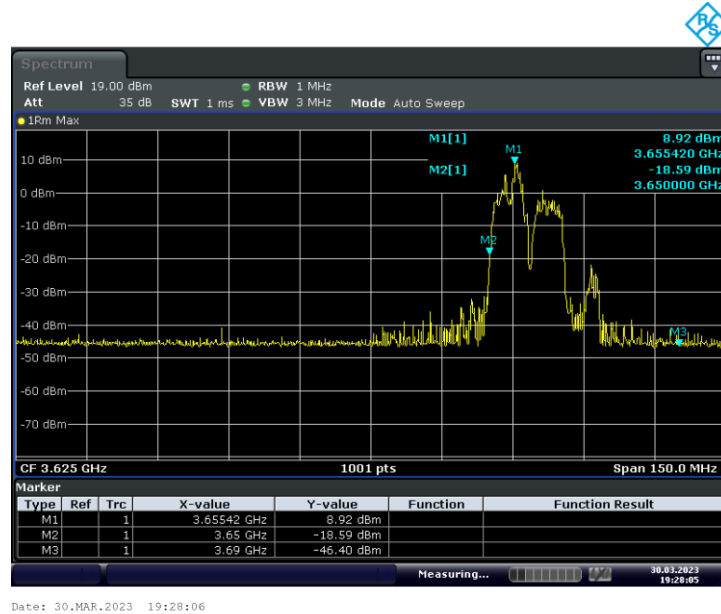 R S
Spectrum
Ref Level 19.00 dBm RBW 1 MHz
Att 35 dB SWT 1 ms VBW 3 MHz Mode Auto Sweep
1Rm Max
M1[1] 8.92 dBm
3.655420 GHz
M2[1] -18.59 dBm
3.650000 GHz
M1
10 dBm
0 dBm
-10 dBm
M2
-20 dBm
-30 dBm
-40 dBm
M3
-50 dBm
-60 dBm
-70 dBm
CF 3.625 GHz 1001 pts Span 150.0 MHz
Marker
Type Ref Trc X-value Y-value Function Function Result
M1 1 3.65542 GHz 8.92 dBm
M2 1 3.65 GHz -18.59 dBm
M3 1 3.69 GHz -46.40 dBm
Measuring... 30.03.2023
19:28:05
Date: 30.MAR.2023 19:28:06